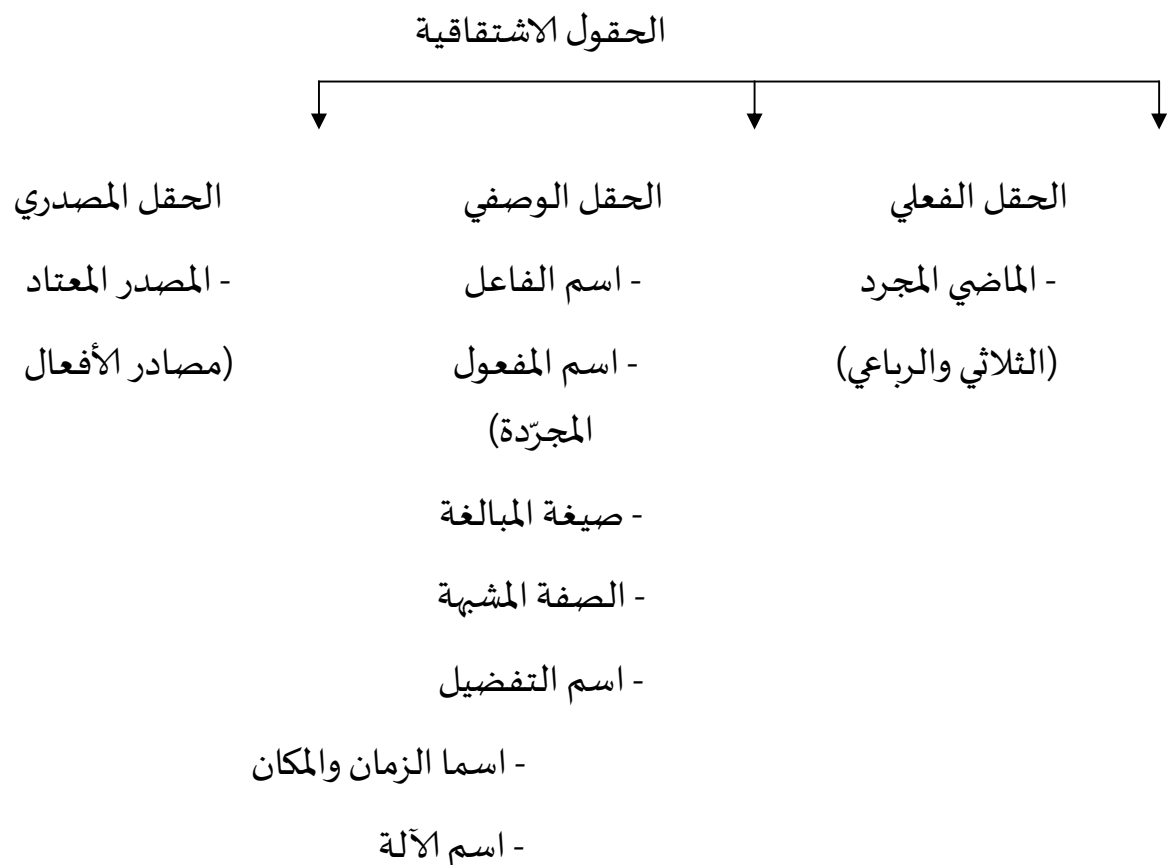 الحقول الاشتقاقية
الحقل الفعلي الحقل الوصفي الحقل المصدري
- الماضي المجرد - اسم الفاعل - المصدر المعتاد
(الثلاثي والرباعي) - اسم المفعول (مصادر الأفعال
المجرّدة)
- صيغة المبالغة
- الصفة المشبهة
- اسم التفضيل
- اسما الزمان والمكان
- اسم الآلة